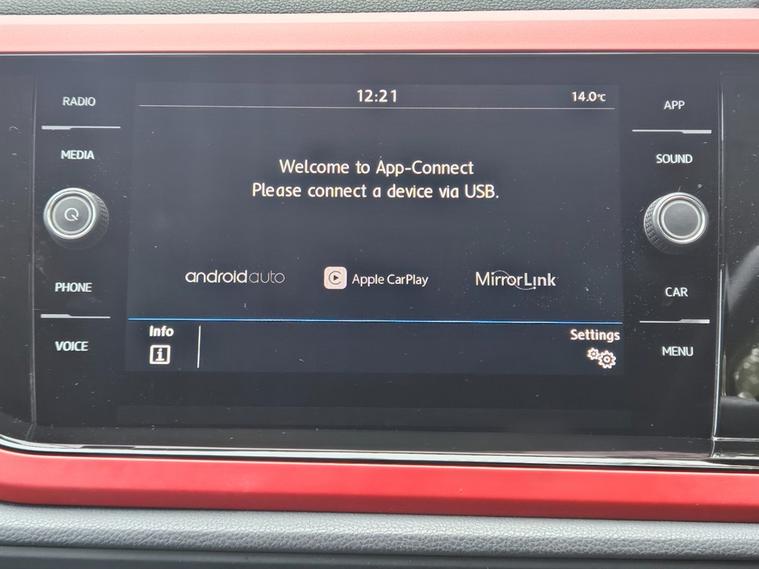 RADIO
MEDIA
PHONE
VOICE
12:21
14.0°C
Welcome to App-Connect
Please connect a device via USB.
androidauto
Apple CarPlay
MirrorLink
Info
i
Settings
APP
SOUND
CAR
MENU